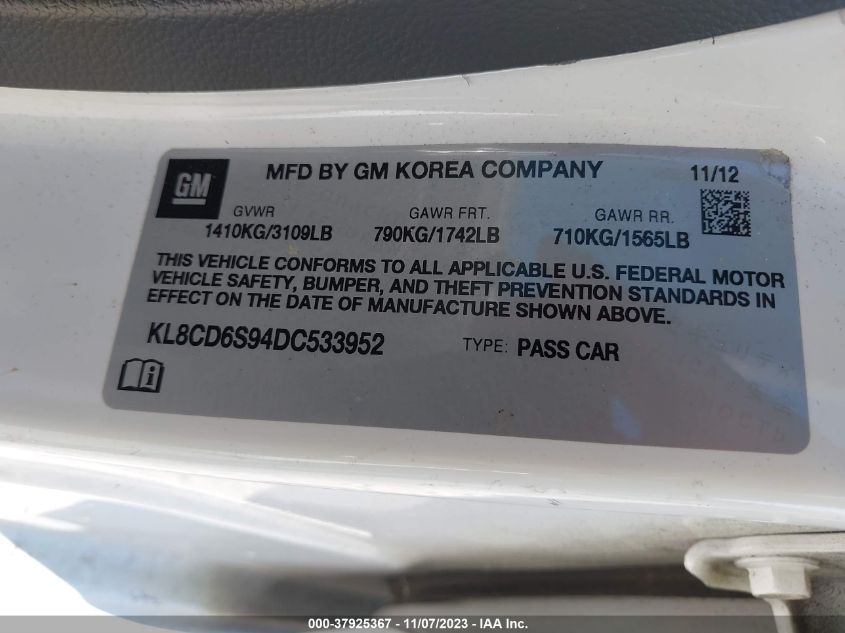 GM
MFD BY GM KOREA COMPANY 11/12
GVWR GAWR FRT. GAWR RR.
1410KG/3109LB 790KG/1742LB 710KG/1565LB
THIS VEHICLE CONFORMS TO ALL APPLICABLE U.S. FEDERAL MOTOR
VEHICLE SAFETY, BUMPER, AND THEFT PREVENTION STANDARDS IN
EFFECT ON THE DATE OF MANUFACTURE SHOWN ABOVE.
KL8CD6S94DC533952 TYPE: PASS CAR
000-37925367 - 11/07/2023 - IAA Inc.